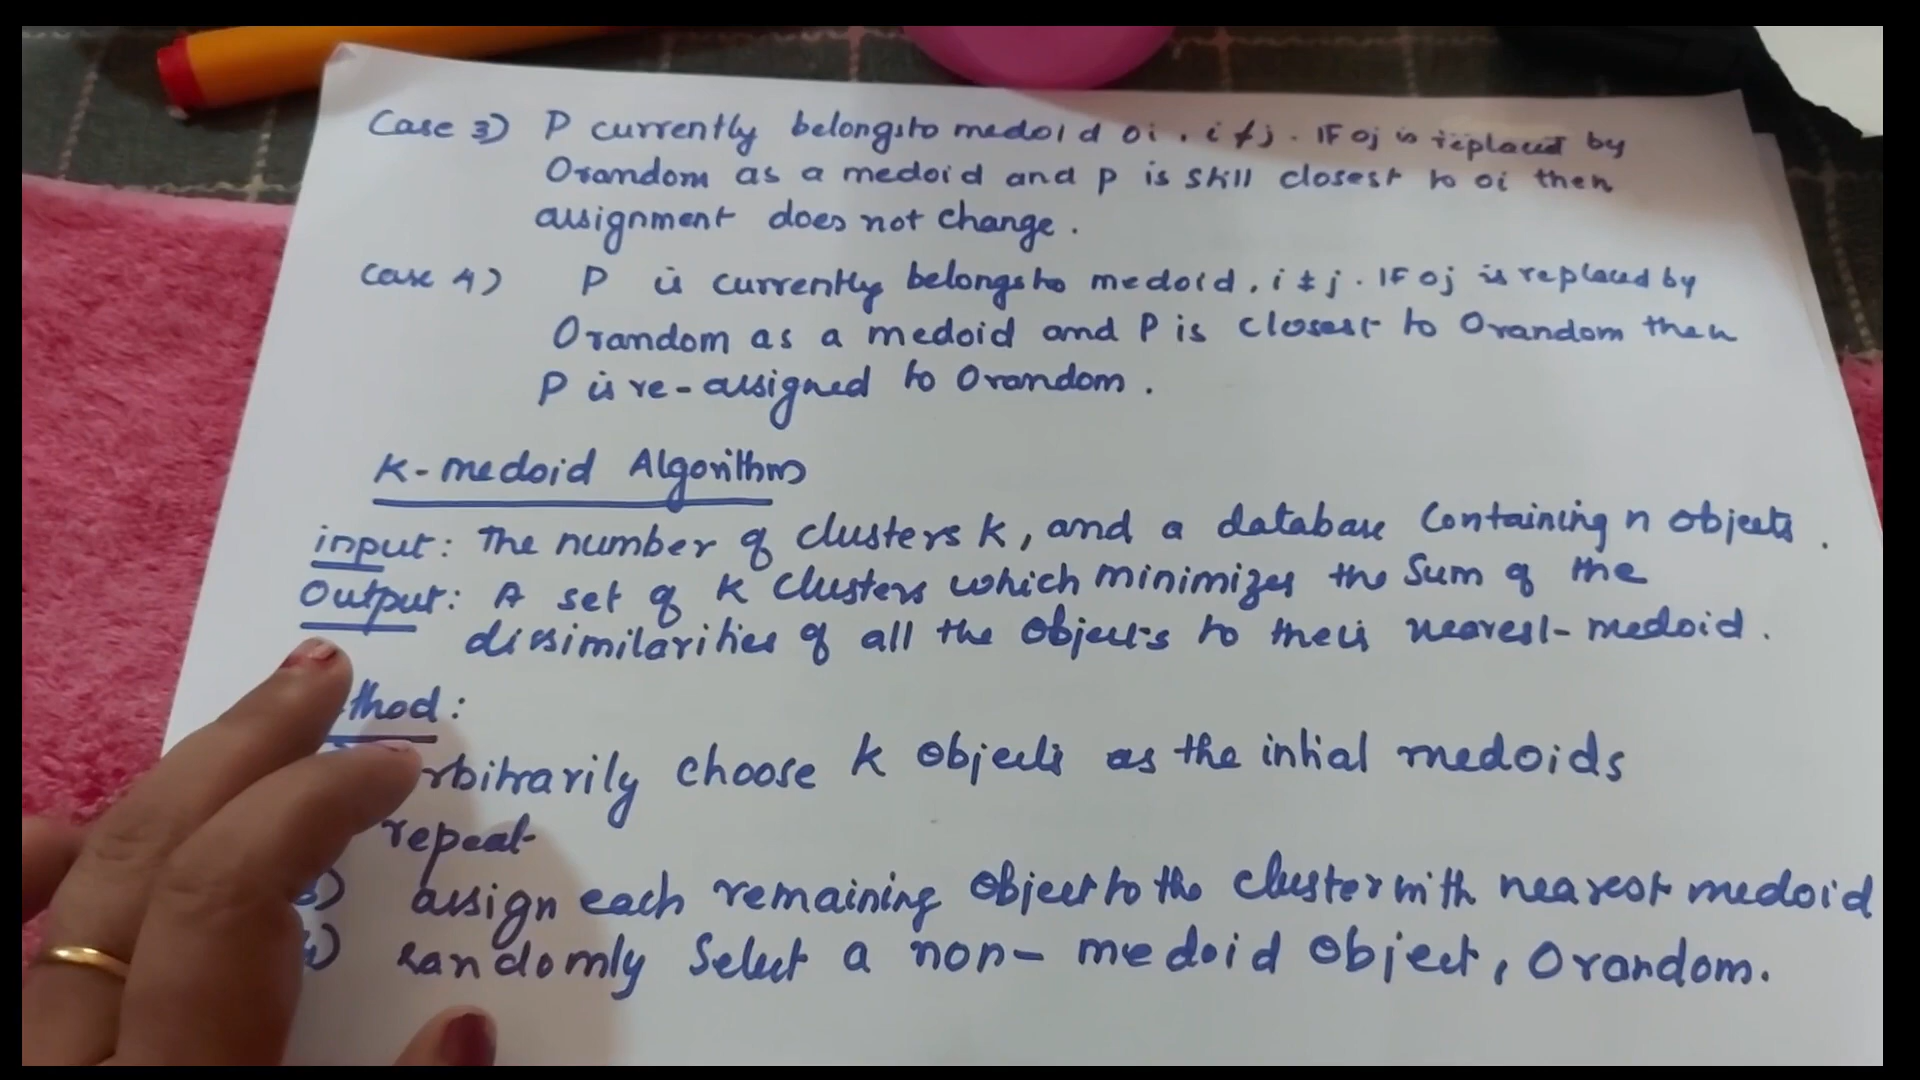 Case 3) P currently belongsto medoid oi, i ≠ j. IF oj is replaced by
Orandom as a medoid and p is still closest to oi then
assignment does not change.
Case 4) P is currently belongsto medoid, i ≠ j. IF oj is replaced by
Orandom as a medoid and P is closest to Orandom then
P is re-assigned to Orandom.
K-medoid Algorithm
input: The number of clusters K, and a database Containing n objects.
Output: A set of K clusters which minimizes the Sum of the
dissimilarities of all the objects to their nearest-medoid.
thod:
rbitrarily choose K objects as the initial medoids
repeat
3) assign each remaining object to the cluster with nearest medoid
4) randomly Select a non-medoid object, Orandom.